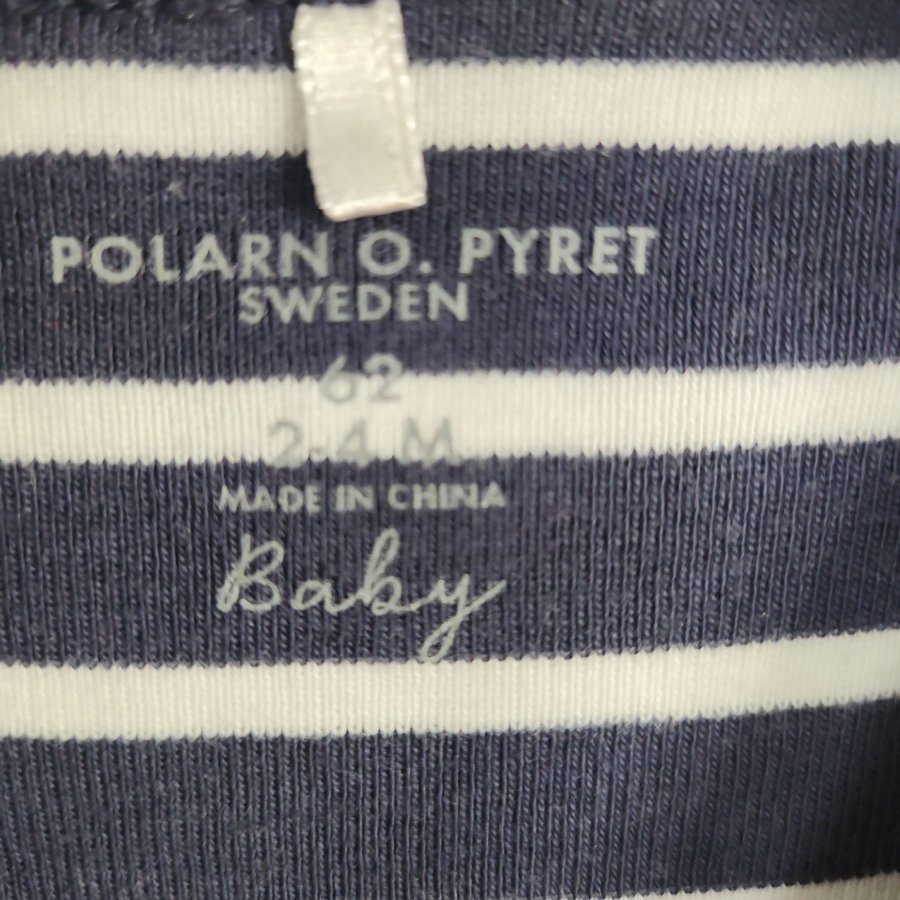 POLARN O. PYRET
SWEDEN
62
2-4 M
MADE IN CHINA
Baby